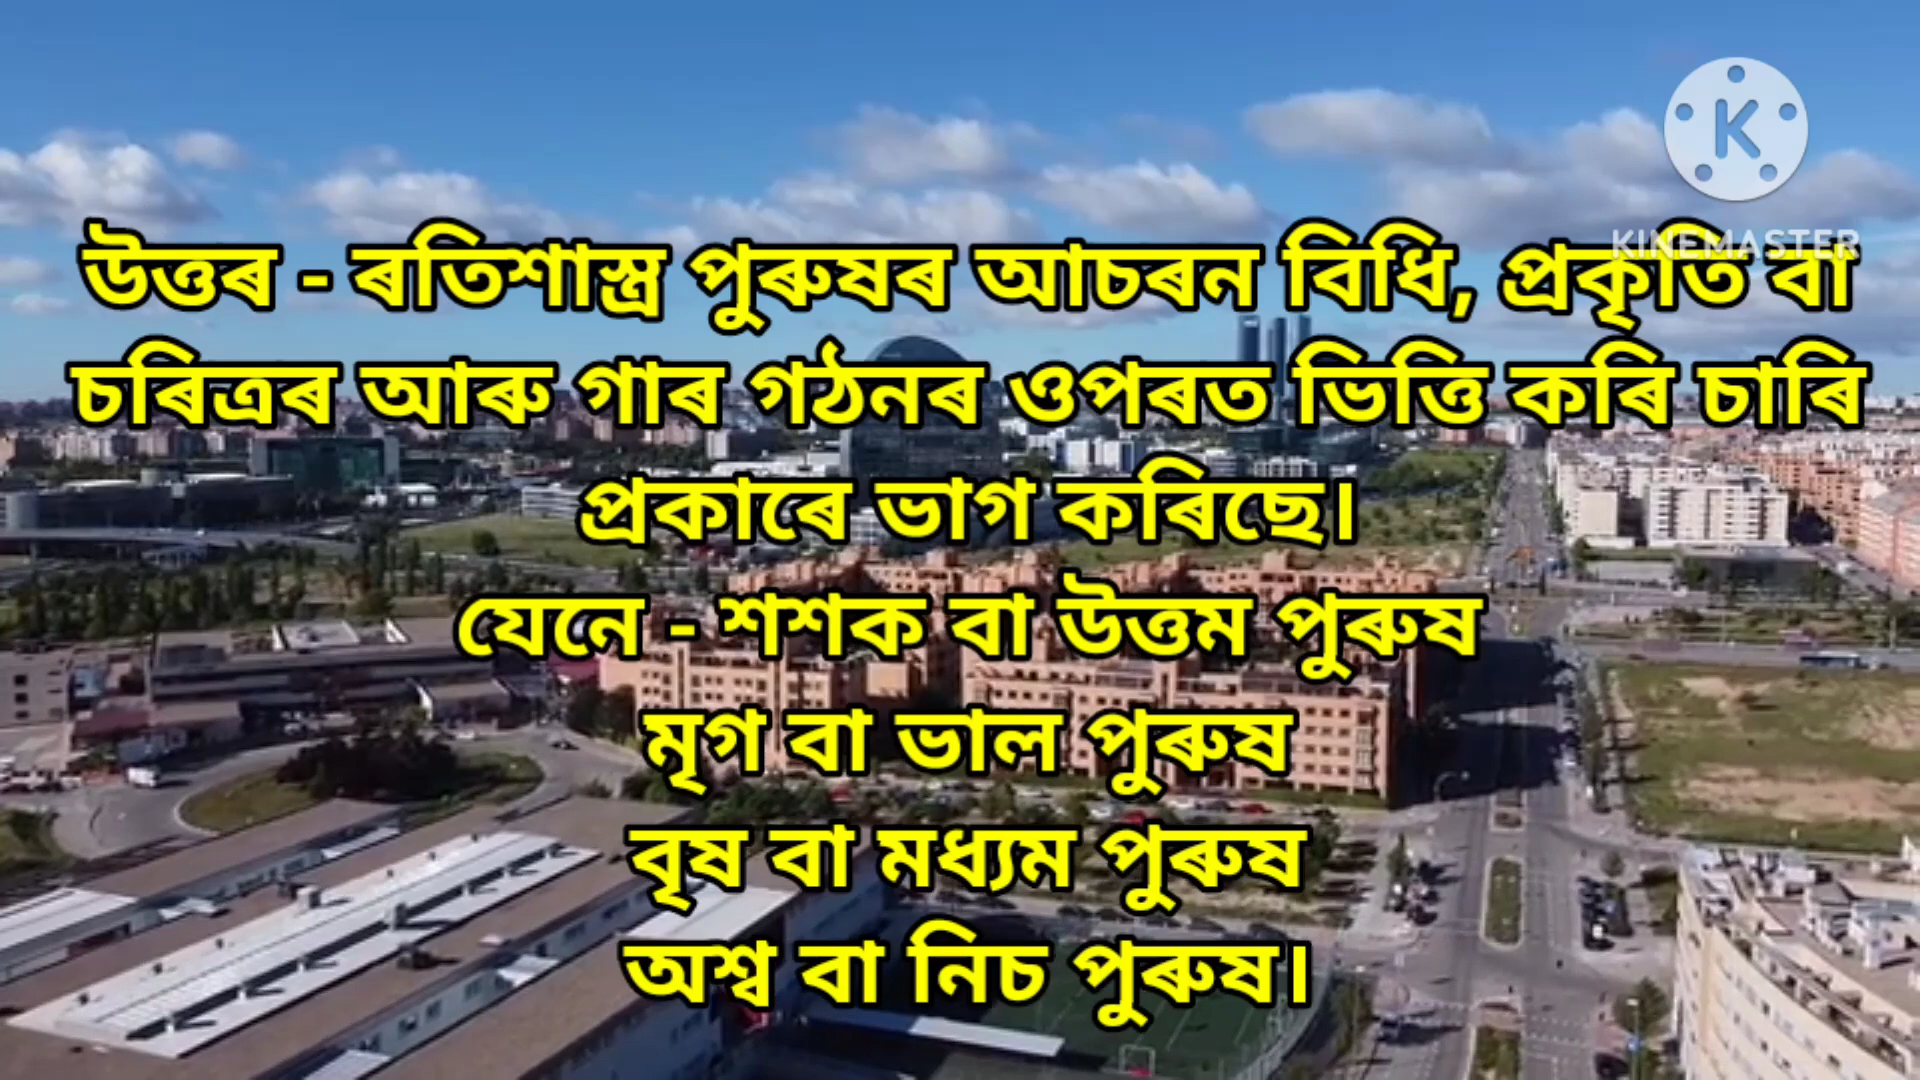 K
KINEMASTER
উত্তৰ - ৰতিশাস্ত্ৰ পুৰুষৰ আচৰন বিধি, প্ৰকৃতি বা
চৰিত্ৰৰ আৰু গাৰ গঠনৰ ওপৰত ভিত্তি কৰি চাৰি
প্ৰকাৰে ভাগ কৰিছে।
যেনে - শশক বা উত্তম পুৰুষ
মৃগ বা ভাল পুৰুষ
বৃষ বা মধ্যম পুৰুষ
অশ্ব বা নিচ পুৰুষ।